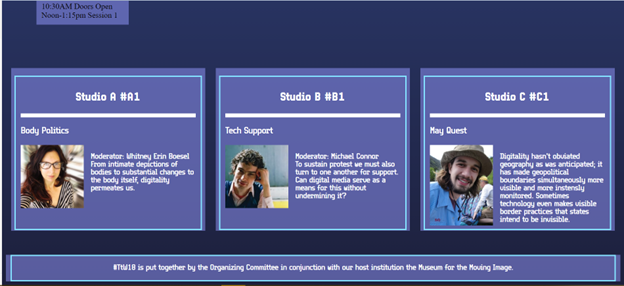 10:30AM Doors Open
Noon-1:15pm Session 1
Studio A #A1
Body Politics
Moderator: Whitney Erin Boesel
From intimate depictions of
bodies to substantial changes to
the body itself, digitality
permeates us.
Studio B #B1
Tech Support
Moderator: Michael Connor
To sustain protest we must also
turn to one another for support.
Can digital media serve as a
means for this without
undermining it?
Studio C #C1
May Quest
Digitality hasn't obviated
geography as was anticipated; it
has made geopolitical
boundaries simultaneously more
visible and more instensly
monitored. Sometimes
technology even makes visible
border practices that states
intend to be invisible.
#TtW18 is put together by the Organizing Committee in conjunction with our host institution the Museum for the Moving Image.